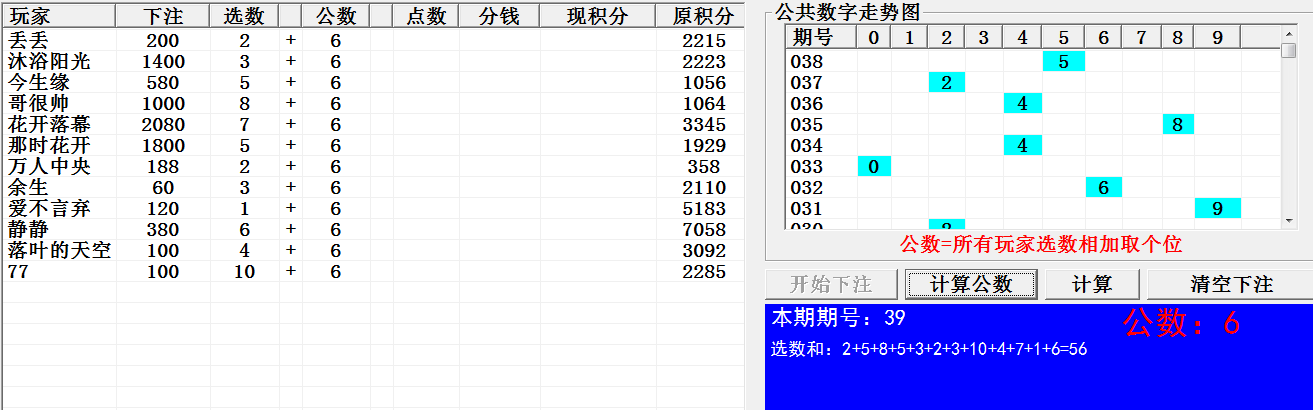 玩家 下注 选数 公数 点数 分钱 现积分 原积分
丢丢 200 2 + 6 2215
沐浴阳光 1400 3 + 6 2223
今生缘 580 5 + 6 1056
哥很帅 1000 8 + 6 1064
花开落幕 2080 7 + 6 3345
那时花开 1800 5 + 6 1929
万人中央 188 2 + 6 358
余生 60 3 + 6 2110
爱不言弃 120 1 + 6 5183
静静 380 6 + 6 7058
落叶的天空 100 4 + 6 3092
77 100 10 + 6 2285
公共数字走势图
期号 0 1 2 3 4 5 6 7 8 9
038 5
037 2
036 4
035 8
034 4
033 0
032 6
031 9
030 2
公数=所有玩家选数相加取个位
开始下注 计算公数 计算 清空下注
本期期号：39 公数：6
选数和：2+5+8+5+3+2+3+10+4+7+1+6=56